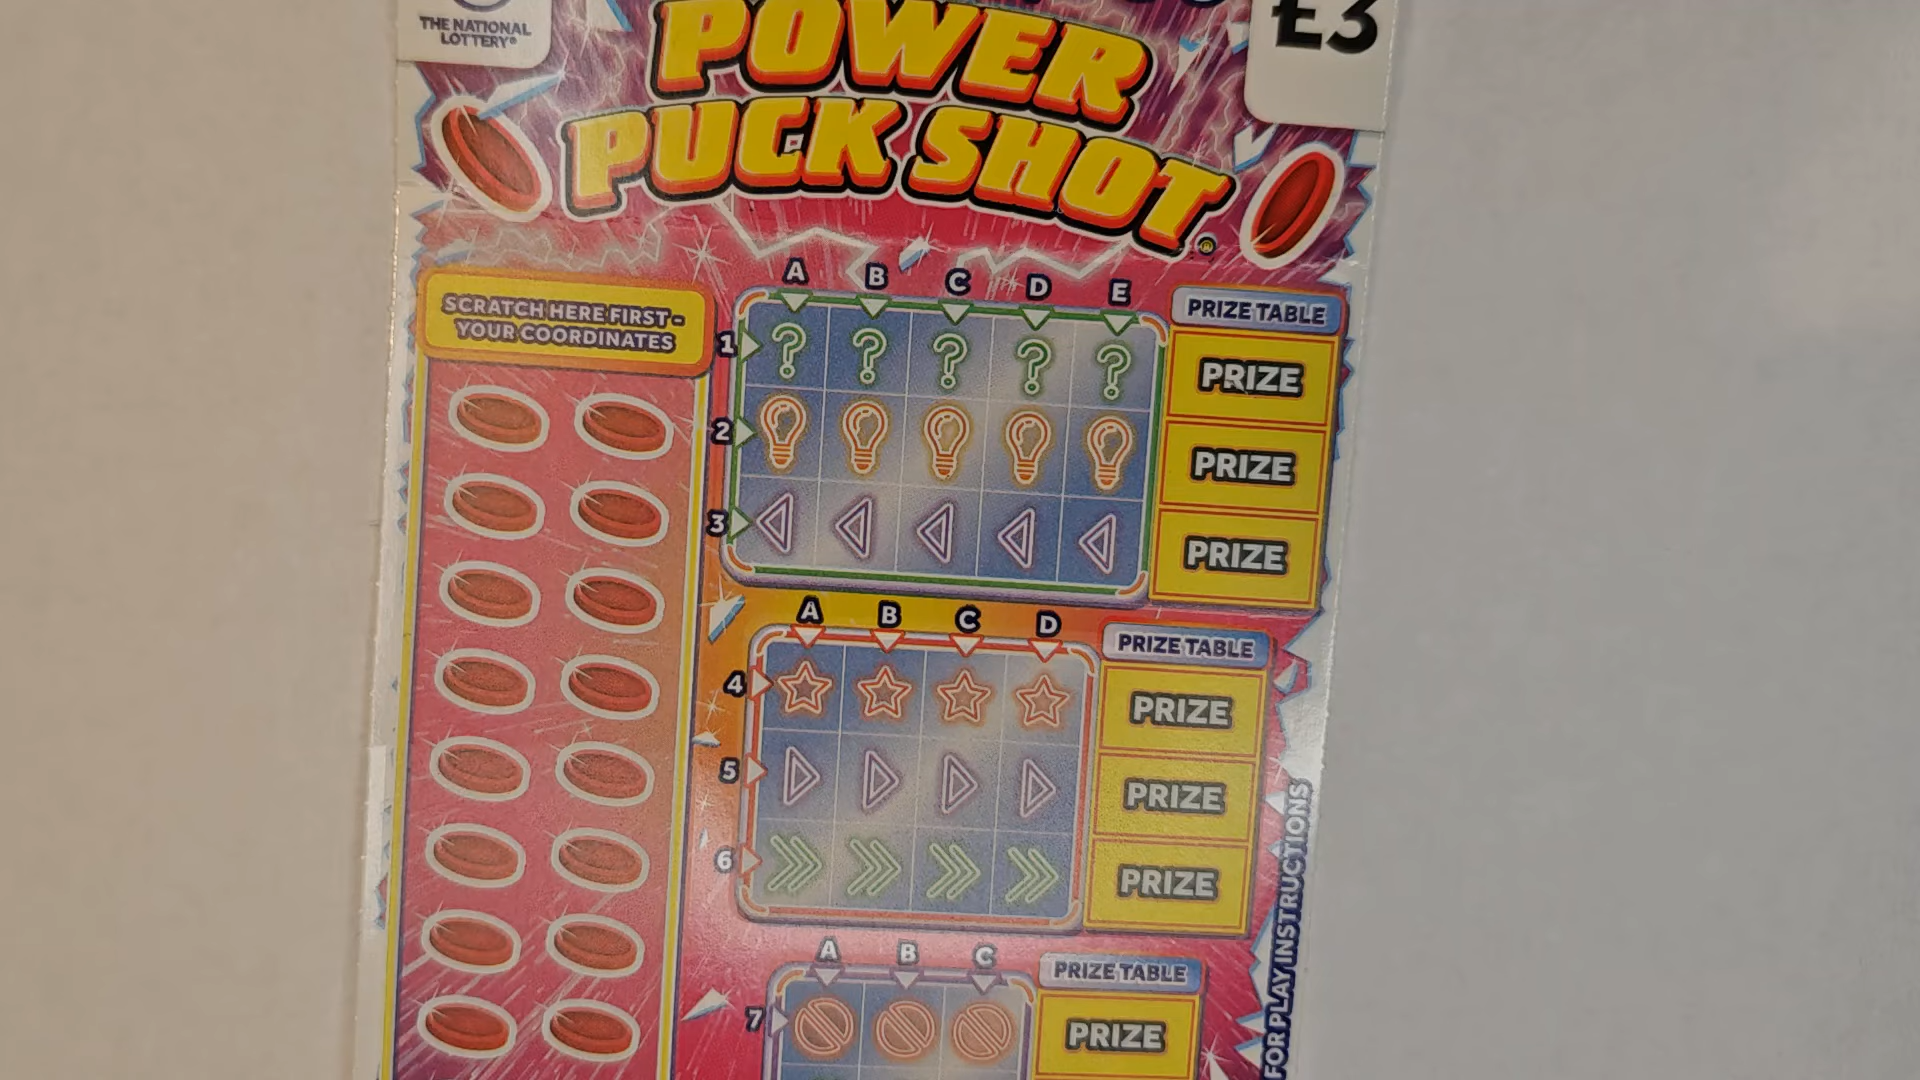 THE NATIONAL
LOTTERY®
£3
POWER
PUCK SHOT®
SCRATCH HERE FIRST -
YOUR COORDINATES
A B C D E
1
2
3
PRIZE TABLE
PRIZE
PRIZE
PRIZE
A B C D
4
5
6
PRIZE TABLE
PRIZE
PRIZE
PRIZE
A B C
7
PRIZE TABLE
PRIZE
FOR PLAY INSTRUCTIONS